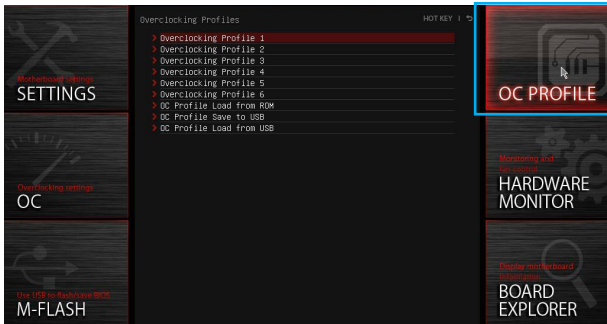 Overclocking Profiles
HOT KEY |
Overclocking Profile 1
Overclocking Profile 2
Overclocking Profile 3
Overclocking Profile 4
Overclocking Profile 5
Overclocking Profile 6
OC Profile Load from ROM
OC Profile Save to USB
OC Profile Load from USB
Motherboard settings
SETTINGS
Overclocking settings
OC
Use USB to flash/save BIOS
M-FLASH
OC PROFILE
Monitoring and
fan control
HARDWARE
MONITOR
Display motherboard
information
BOARD
EXPLORER